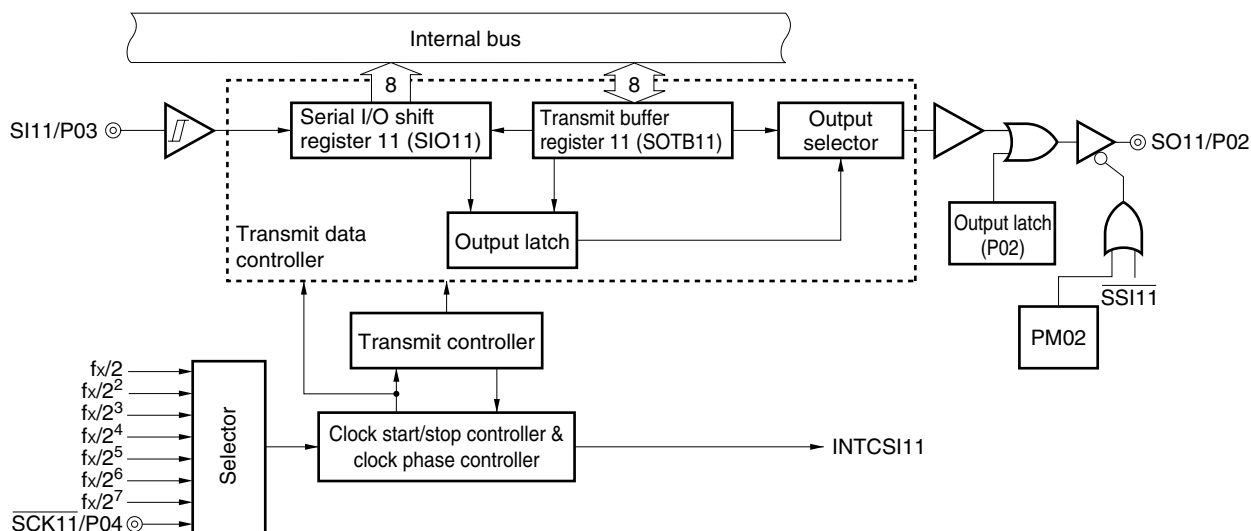 Internal bus
8
8
SI11/P03
Serial I/O shift
register 11 (SIO11)
Transmit buffer
register 11 (SOTB11)
Output
selector
SO11/P02
Transmit data
controller
Output latch
Output latch
(P02)
SSI11
PM02
Transmit controller
fx/2
fx/2²
fx/2³
fx/2⁴
fx/2⁵
fx/2⁶
fx/2⁷
SCK11/P04
Selector
Clock start/stop controller &
clock phase controller
INTCSI11